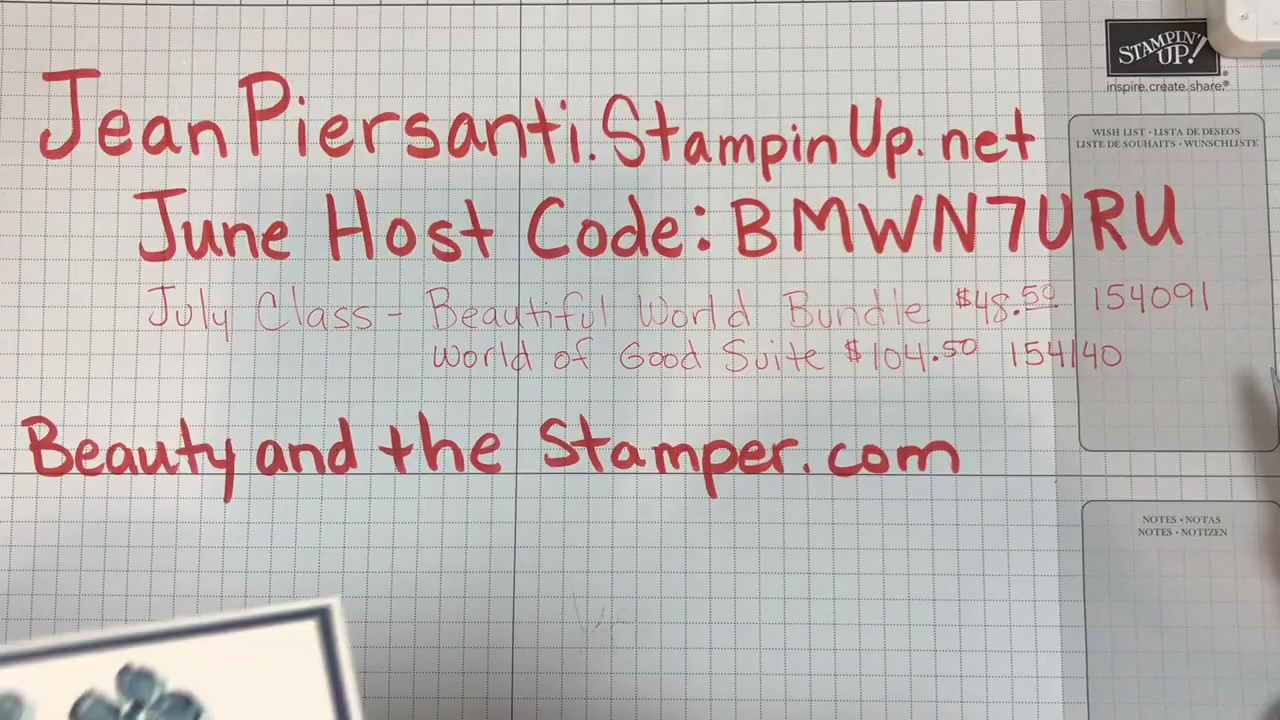 STAMPIN' UP!®
inspire.create.share.®
Jean Piersanti.StampinUp.net
WISH LIST • LISTA DE DESEOS
LISTE DE SOUHAITS • WUNSCHLISTE
June Host Code: BMWN7URU
July Class - Beautiful World Bundle $48.50 154091
World of Good Suite $104.50 154140
Beauty and the Stamper.com
NOTES • NOTAS
NOTES • NOTIZEN